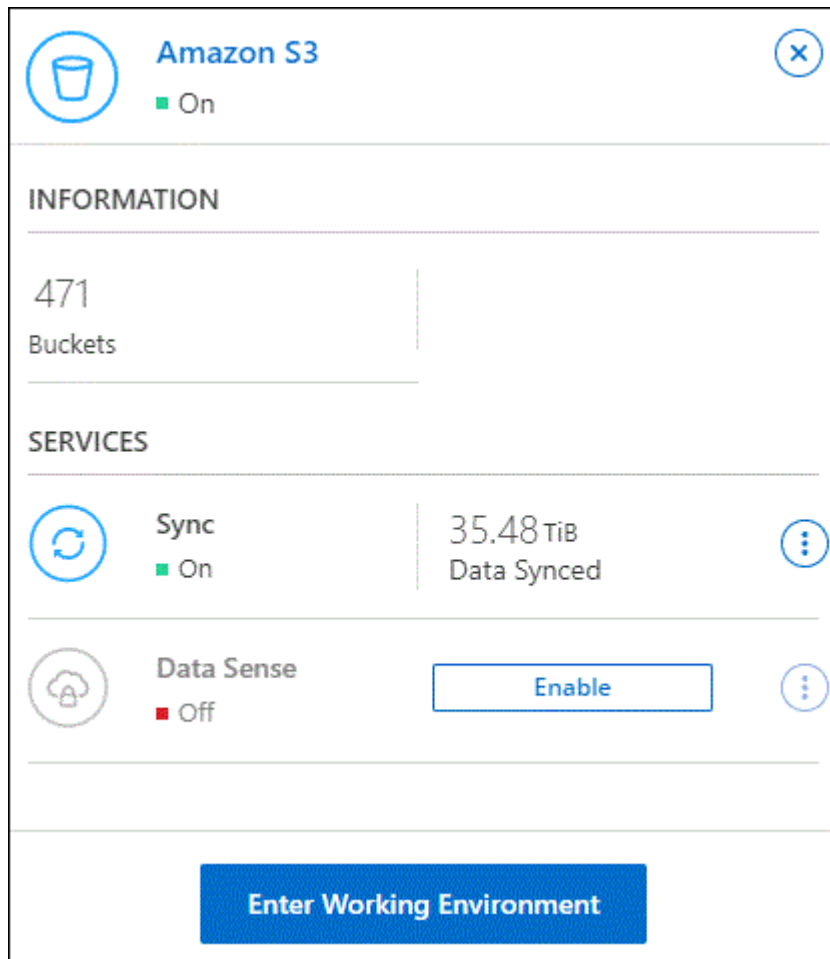 Amazon S3
On
INFORMATION
471
Buckets
SERVICES
Sync
On
35.48 TiB
Data Synced
Data Sense
Off
Enable
Enter Working Environment